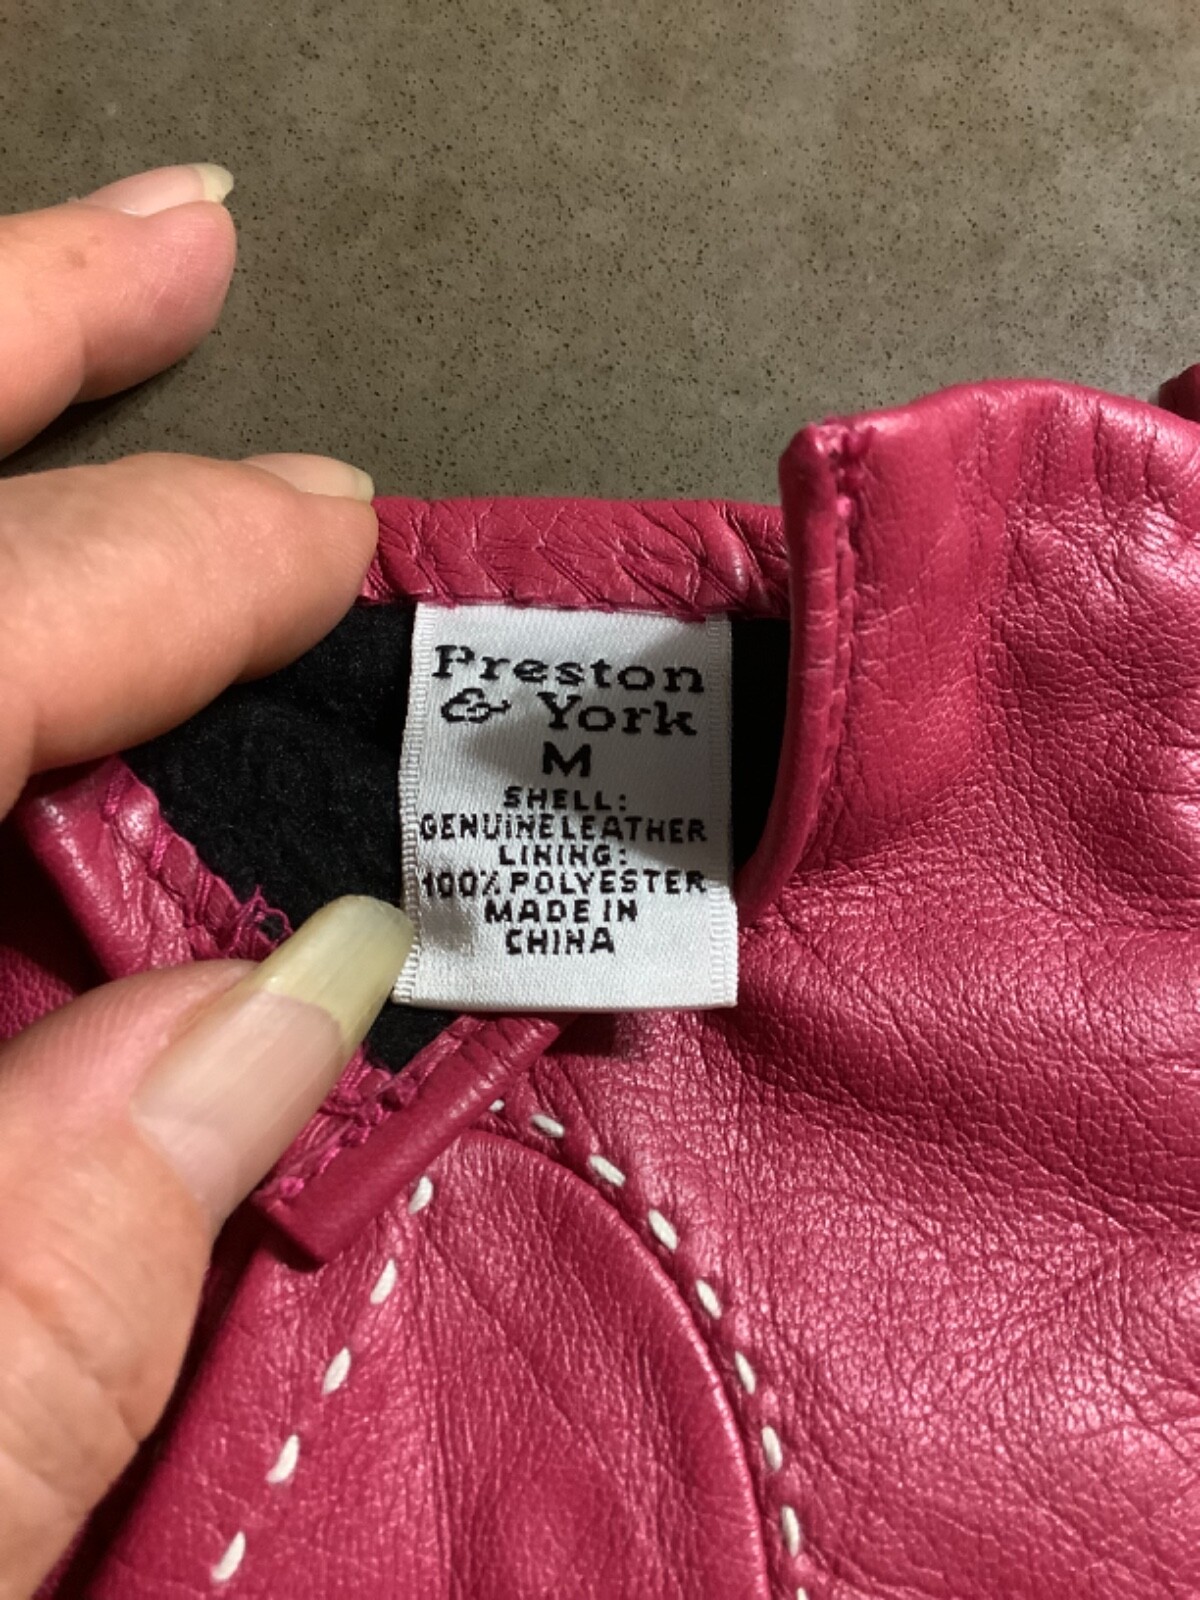 Preston
& York
M
SHELL:
GENUINE LEATHER
LINING:
100% POLYESTER
MADE IN
CHINA